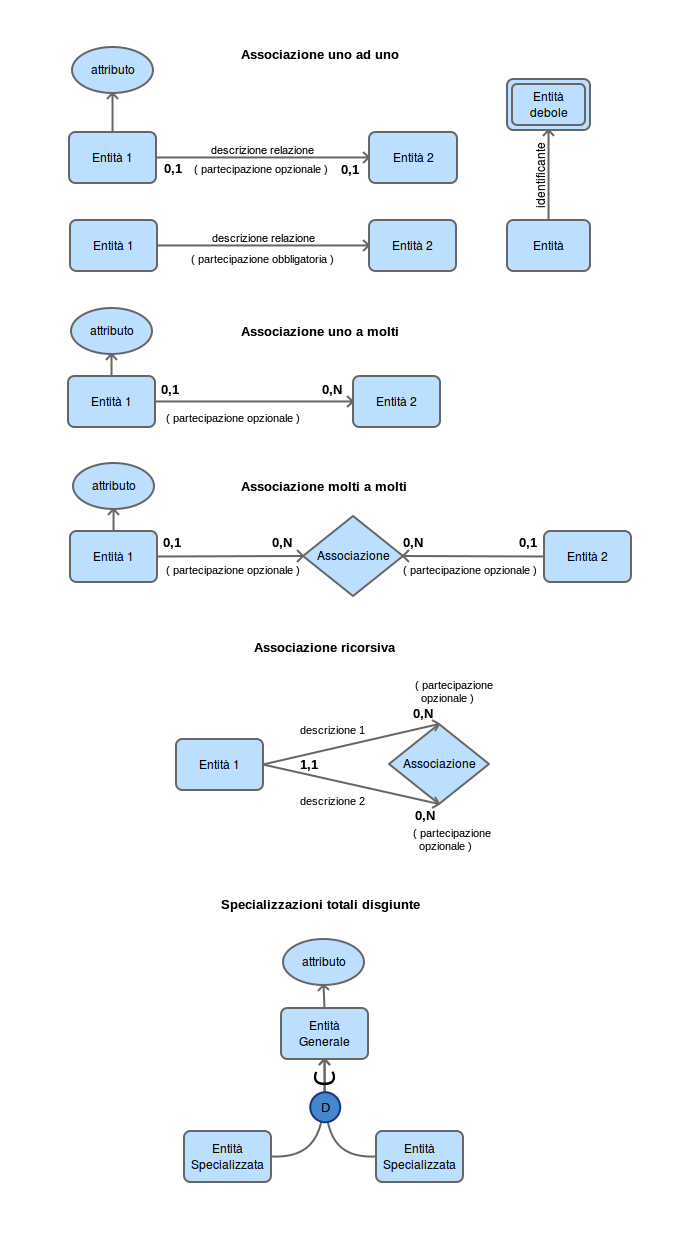 Associazione uno ad uno
attributo
Entità
debole
Entità 1
descrizione relazione
0,1
( partecipazione opzionale )
0,1
Entità 2
identificante
Entità 1
descrizione relazione
( partecipazione obbligatoria )
Entità 2
Entità
attributo
Associazione uno a molti
Entità 1
0,1
0,N
( partecipazione opzionale )
Entità 2
attributo
Associazione molti a molti
Entità 1
0,1
0,N
( partecipazione opzionale )
Associazione
0,N
0,1
( partecipazione opzionale )
Entità 2
Associazione ricorsiva
( partecipazione
opzionale )
0,N
descrizione 1
Entità 1
1,1
Associazione
descrizione 2
0,N
( partecipazione
opzionale )
Specializzazioni totali disgiunte
attributo
Entità
Generale
D
Entità
Specializzata
Entità
Specializzata